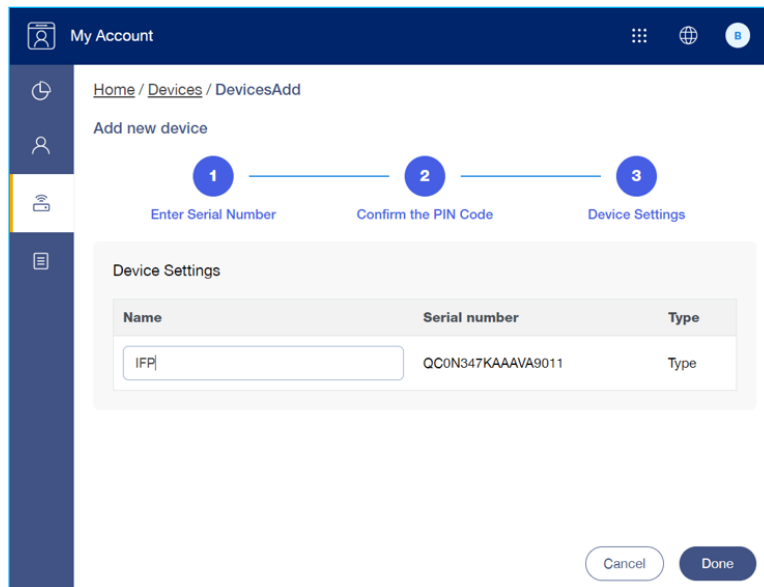 My Account
B
Home / Devices / DevicesAdd
Add new device
1
2
3
Enter Serial Number
Confirm the PIN Code
Device Settings
Device Settings
Name
Serial number
Type
IFP
QC0N347KAAAVA9011
Type
Cancel
Done